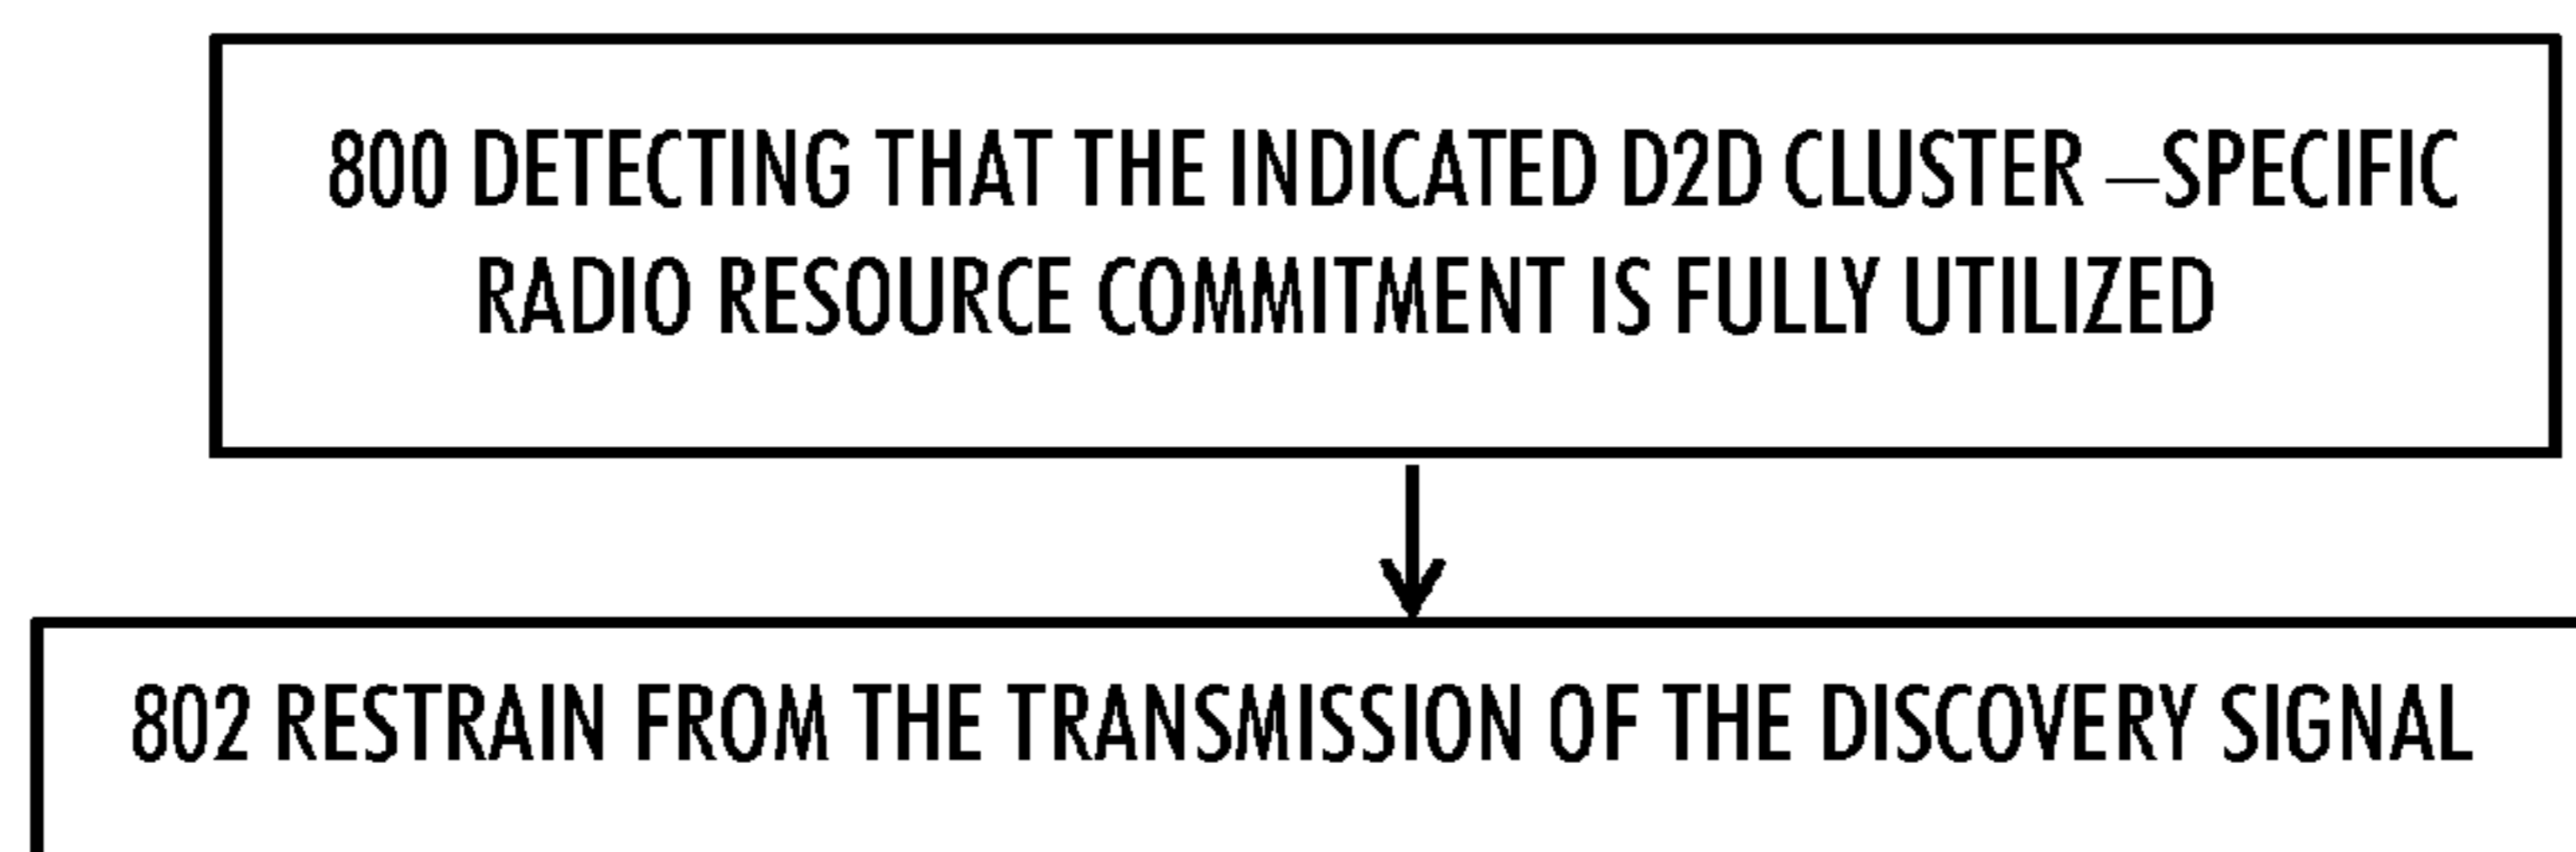 800 DETECTING THAT THE INDICATED D2D CLUSTER –SPECIFIC
RADIO RESOURCE COMMITMENT IS FULLY UTILIZED
802 RESTRAIN FROM THE TRANSMISSION OF THE DISCOVERY SIGNAL